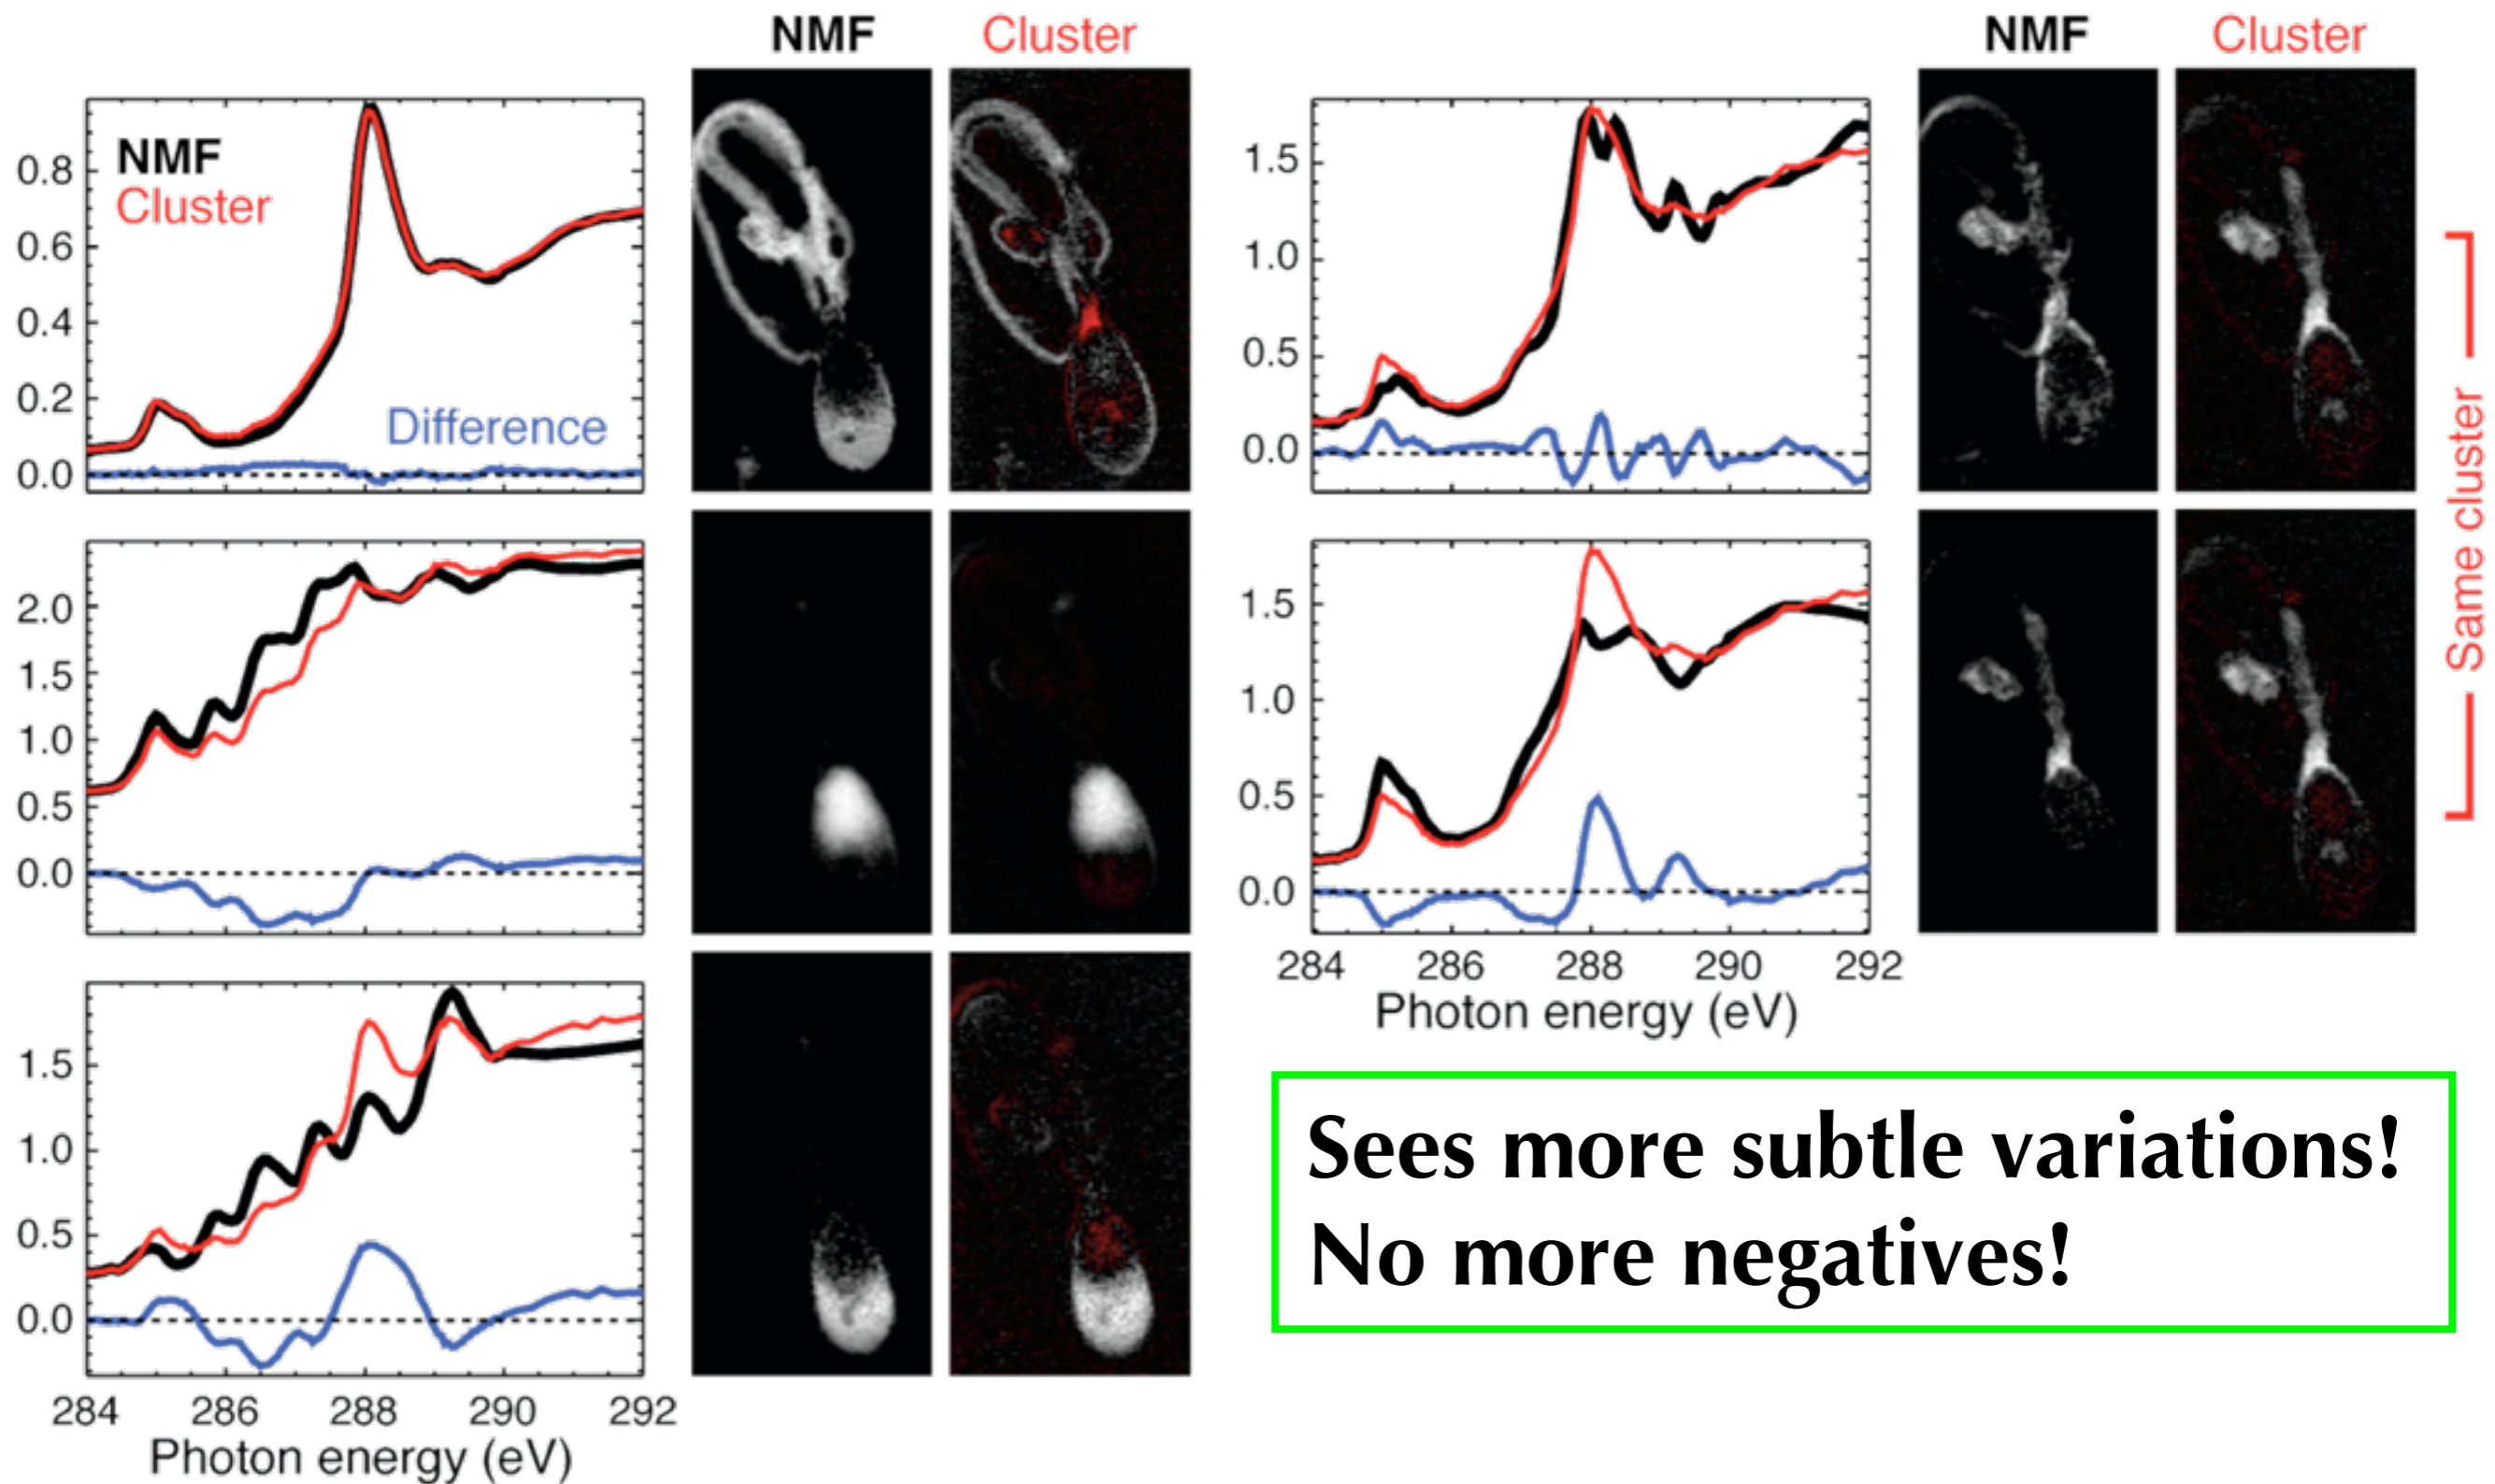 NMF Cluster
NMF
Cluster
Difference
0.8
0.6
0.4
0.2
0.0
2.0
1.5
1.0
0.5
0.0
1.5
1.0
0.5
0.0
284 286 288 290 292
Photon energy (eV)
NMF Cluster
1.5
1.0
0.5
0.0
1.5
1.0
0.5
0.0
284 286 288 290 292
Photon energy (eV)
Same cluster
Sees more subtle variations!
No more negatives!